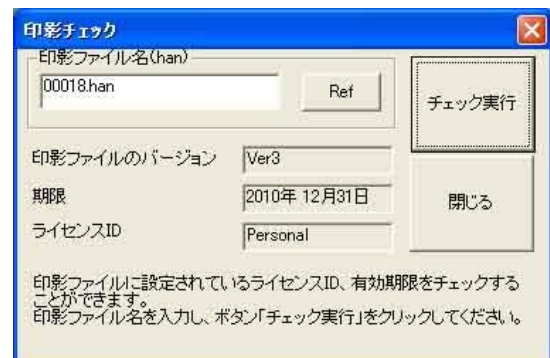 印影チェック
印影ファイル名(han)
00018.han
Ref
チェック実行
印影ファイルのバージョン
Ver3
期限
2010年 12月31日
閉じる
ライセンスID
Personal
印影ファイルに設定されているライセンスID、有効期限をチェックする
ことができます。
印影ファイル名を入力し、ボタン「チェック実行」をクリックしてください。